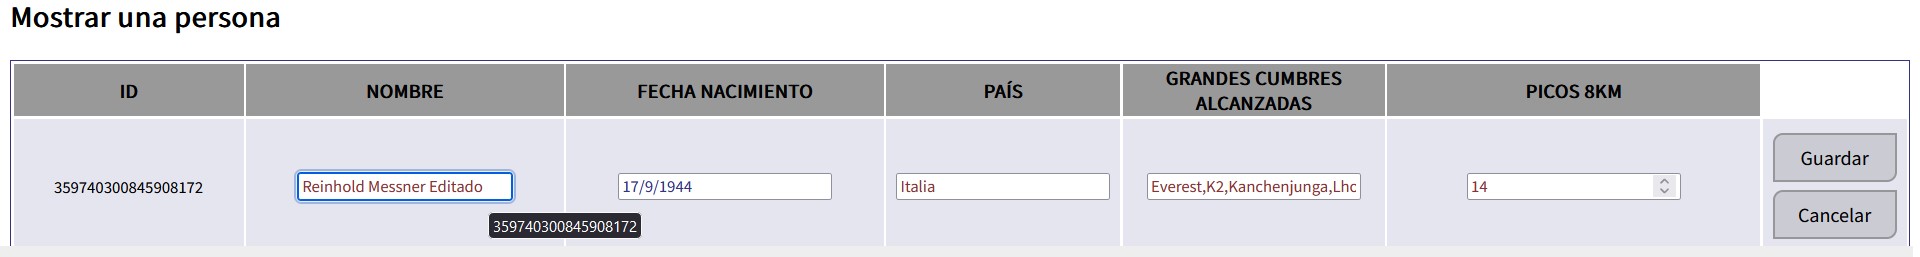 Mostrar una persona
ID
NOMBRE
FECHA NACIMIENTO
PAÍS
GRANDES CUMBRES
ALCANZADAS
PICOS 8KM
359740300845908172
Reinhold Messner Editado
17/9/1944
Italia
Everest,K2,Kanchenjunga,Lhc
14
Guardar
Cancelar
359740300845908172